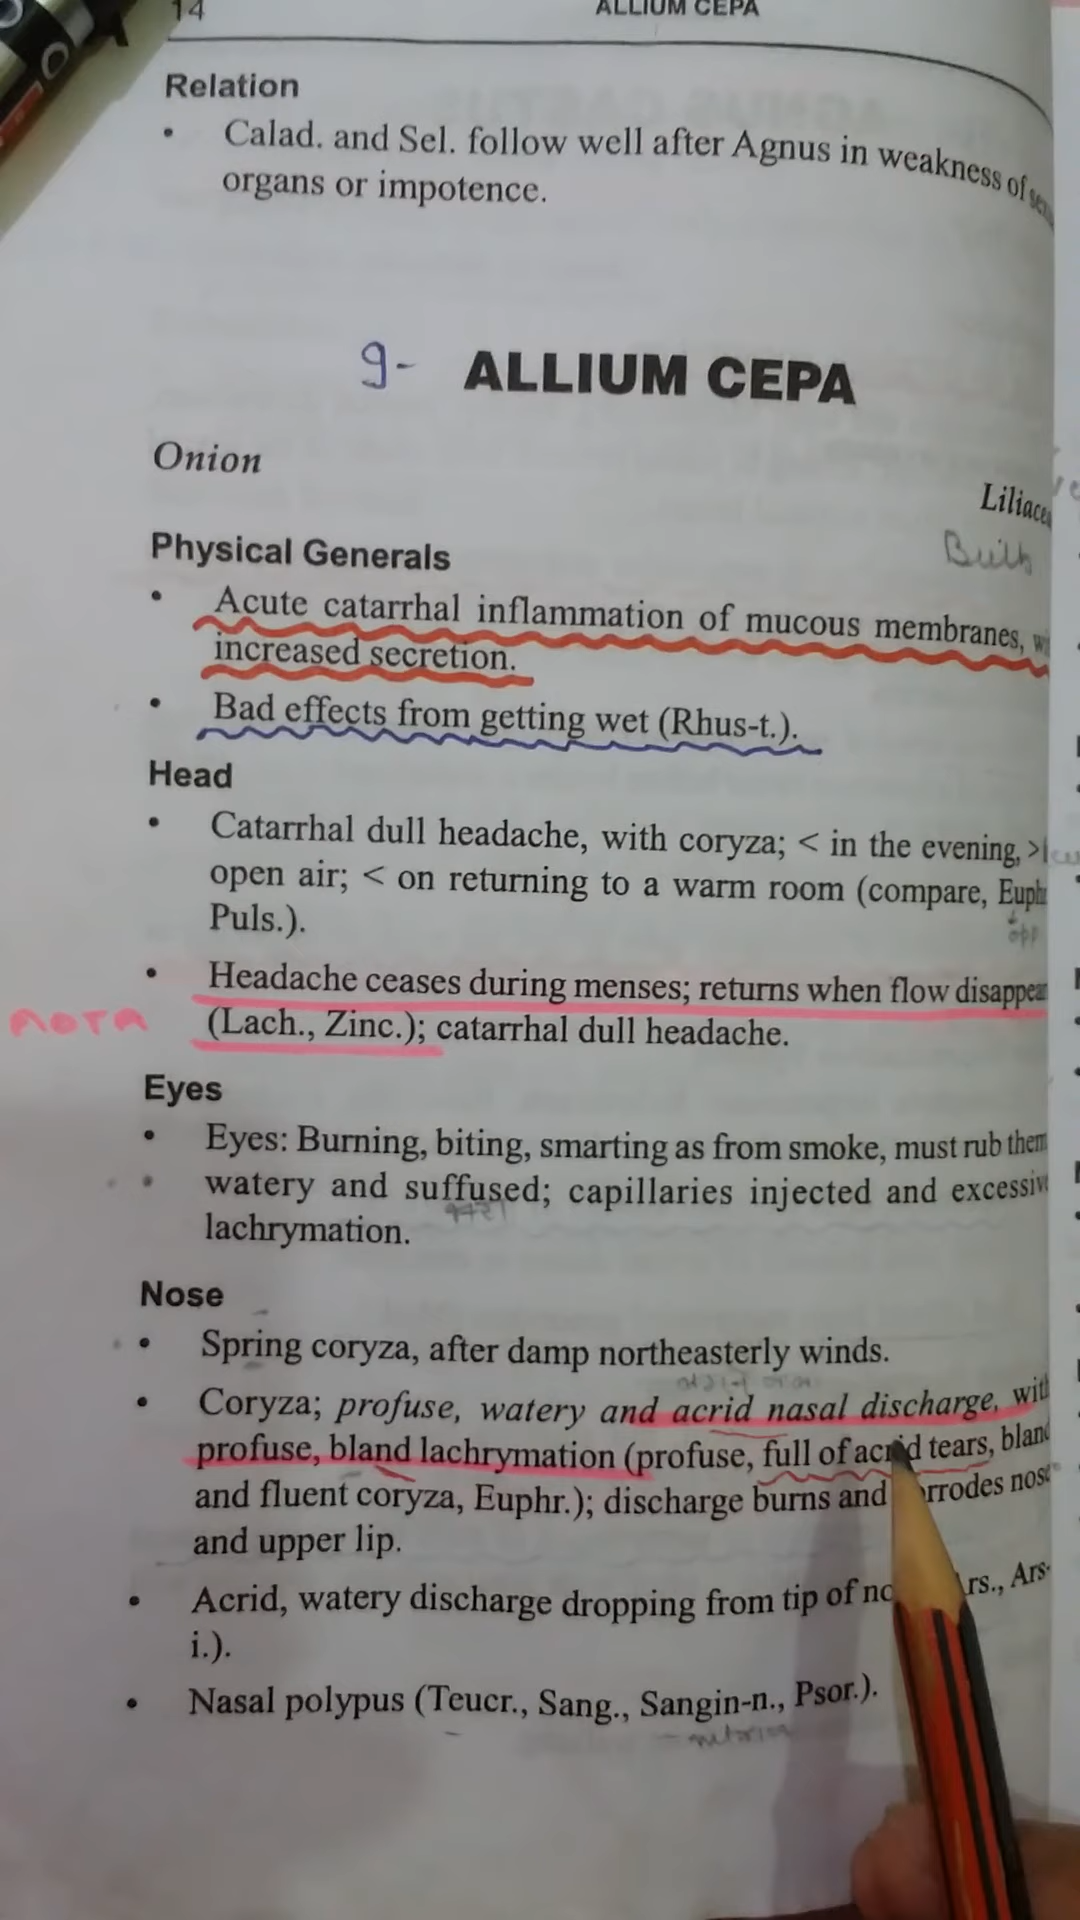 14 ALLIUM CEPA
Relation
• Calad. and Sel. follow well after Agnus in weakness of
organs or impotence.
9- ALLIUM CEPA
Onion
Liliace
Physical Generals
• Acute catarrhal inflammation of mucous membranes,
increased secretion.
• Bad effects from getting wet (Rhus-t.).
Head
• Catarrhal dull headache, with coryza; < in the evening, >
open air; < on returning to a warm room (compare, Euph
opp
Puls.).
• Headache ceases during menses; returns when flow disappear
(Lach., Zinc.); catarrhal dull headache.
Eyes
• Eyes: Burning, biting, smarting as from smoke, must rub them
watery and suffused; capillaries injected and excessiv
lachrymation.
Nose
• Spring coryza, after damp northeasterly winds.
• Coryza; profuse, watery and acrid nasal discharge, with
profuse, bland lachrymation (profuse, full of acrid tears, bland
and fluent coryza, Euphr.); discharge burns and rrodes nose
and upper lip.
• Acrid, watery discharge dropping from tip of no rs., Ars-
i.).
• Nasal polypus (Teucr., Sang., Sangin-n., Psor.).